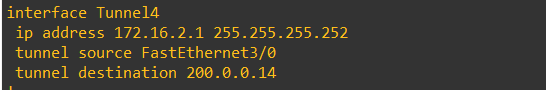 interface Tunnel4
ip address 172.16.2.1 255.255.255.252
tunnel source FastEthernet3/0
tunnel destination 200.0.0.14
!